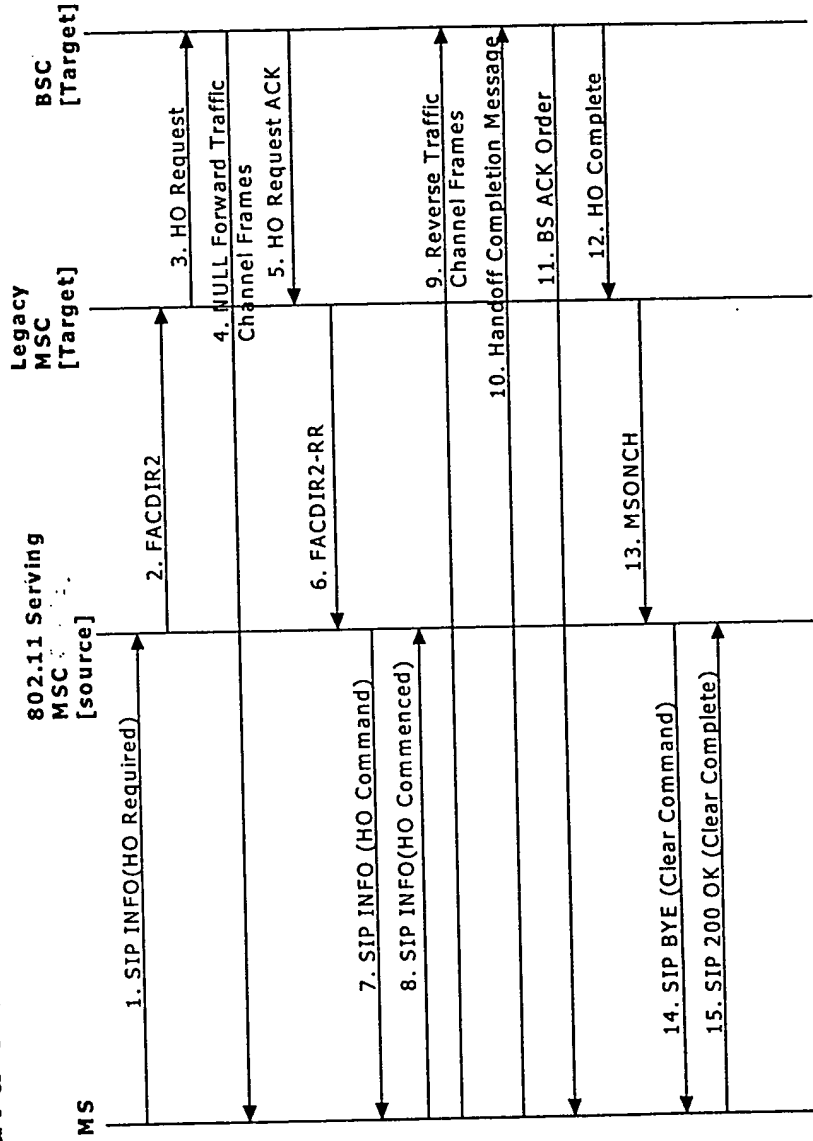 MS
802.11 Serving
MSC
[source]
Legacy
MSC
[Target]
BSC
[Target]
1. SIP INFO(HO Required)
2. FACDIR2
3. HO Request
4. NULL Forward Traffic
Channel Frames
5. HO Request ACK
6. FACDIR2-RR
7. SIP INFO (HO Command)
8. SIP INFO(HO Commenced)
9. Reverse Traffic
Channel Frames
10. Handoff Completion Message
11. BS ACK Order
12. HO Complete
13. MSONCH
14. SIP BYE (Clear Command)
15. SIP 200 OK (Clear Complete)